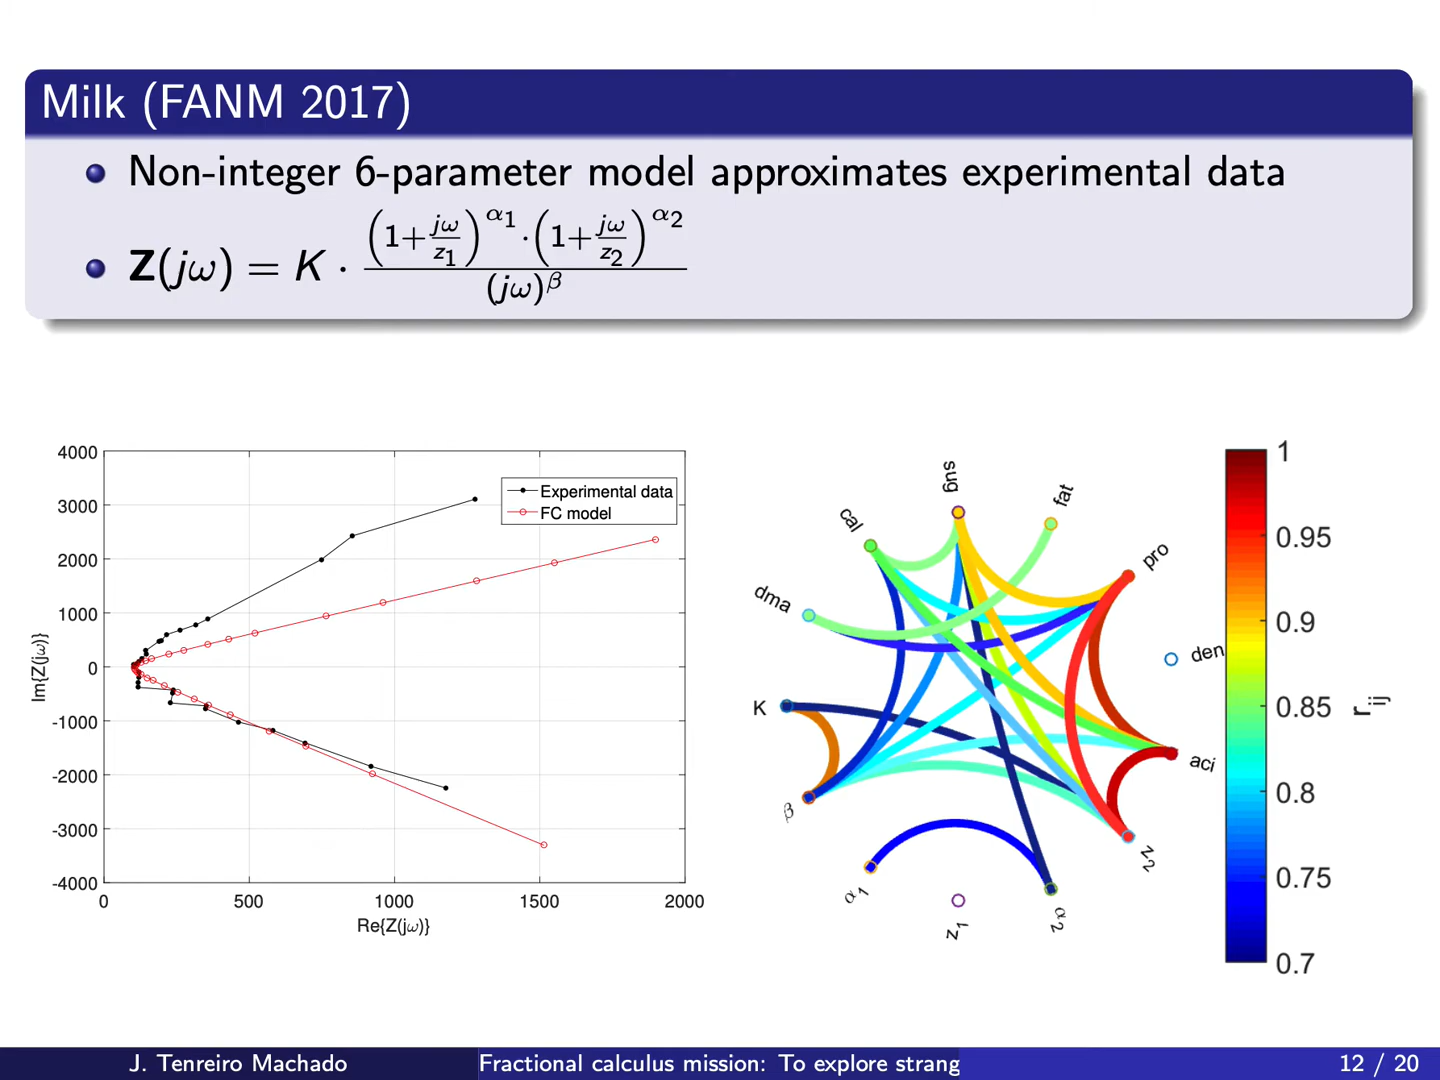 Milk (FANM 2017)
Non-integer 6-parameter model approximates experimental data
Z(jω) = K · (1+jω/z₁)^α₁·(1+jω/z₂)^α₂ / (jω)^β
4000
3000
2000
1000
0
-1000
-2000
-3000
-4000
Im{Z(jω)}
Experimental data
FC model
0 500 1000 1500 2000
Re{Z(jω)}
sng
fat
cal
pro
dma
den
K
aci
β
z₂
α₁
z₁
α₂
1
0.95
0.9
0.85
0.8
0.75
0.7
r_ij
J. Tenreiro Machado Fractional calculus mission: To explore strang 12 / 20